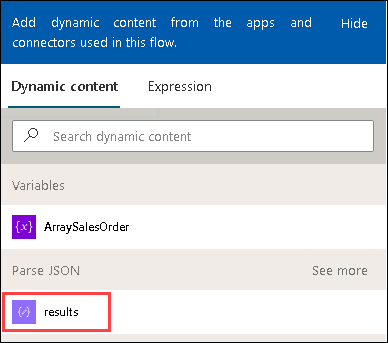 Add dynamic content from the apps and Hide
connectors used in this flow.
Dynamic content Expression
Search dynamic content
Variables
{x} ArraySalesOrder
Parse JSON See more
results